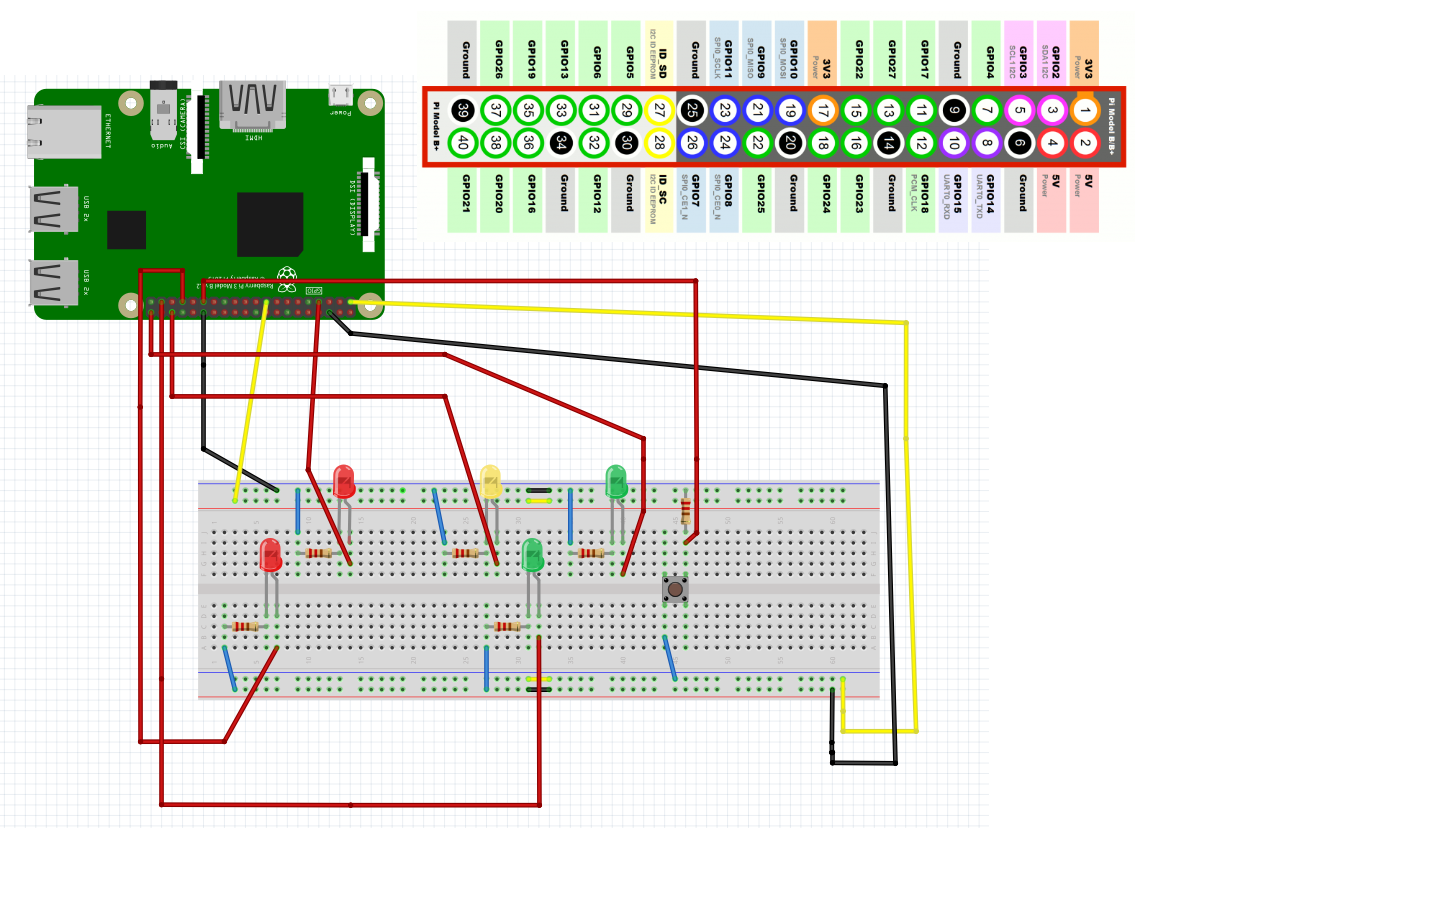 Ground
GPIO26
GPIO19
GPIO13
GPIO6
GPIO5
ID_SD
I2C ID EEPROM
Ground
GPIO11
SPI0_SCLK
GPIO9
SPI0_MISO
GPIO10
SPI0_MOSI
3V3
Power
GPIO22
GPIO27
GPIO17
Ground
GPIO4
GPIO3
SCL1 I2C
GPIO2
SDA1 I2C
3V3
Power
Pi Model B+
39 37 35 33 31 29 27 25 23 21 19 17 15 13 11 9 7 5 3 1
40 38 36 34 32 30 28 26 24 22 20 18 16 14 12 10 8 6 4 2
Pi Model B/B+
GPIO21
GPIO20
GPIO16
Ground
GPIO12
Ground
ID_SC
I2C ID EEPROM
GPIO7
SPI0_CE1_N
GPIO8
SPI0_CE0_N
GPIO25
Ground
GPIO24
GPIO23
Ground
GPIO18
PCM_CLK
GPIO15
UART0_RXD
GPIO14
UART0_TXD
Ground
5V
Power
5V
Power
ETHERNET
Audio
CSI (CAMERA)
HDMI
Power
DSI (DISPLAY)
USB 2x
USB 2x
Raspberry Pi 3 Model B
GPIO